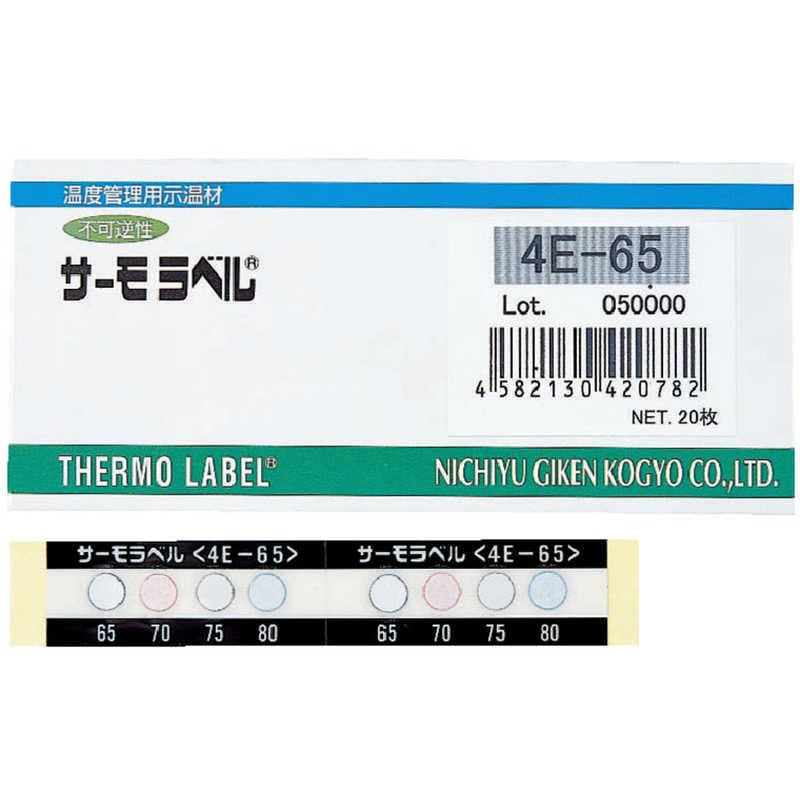 温度管理用示温材
不可逆性
サーモラベル®
4E-65
Lot. 050000
4 582130 420782
NET. 20枚
THERMO LABEL®
NICHIYU GIKEN KOGYO CO.,LTD.
サーモラベル <4E-65> サーモラベル <4E-65>
65 70 75 80 65 70 75 80